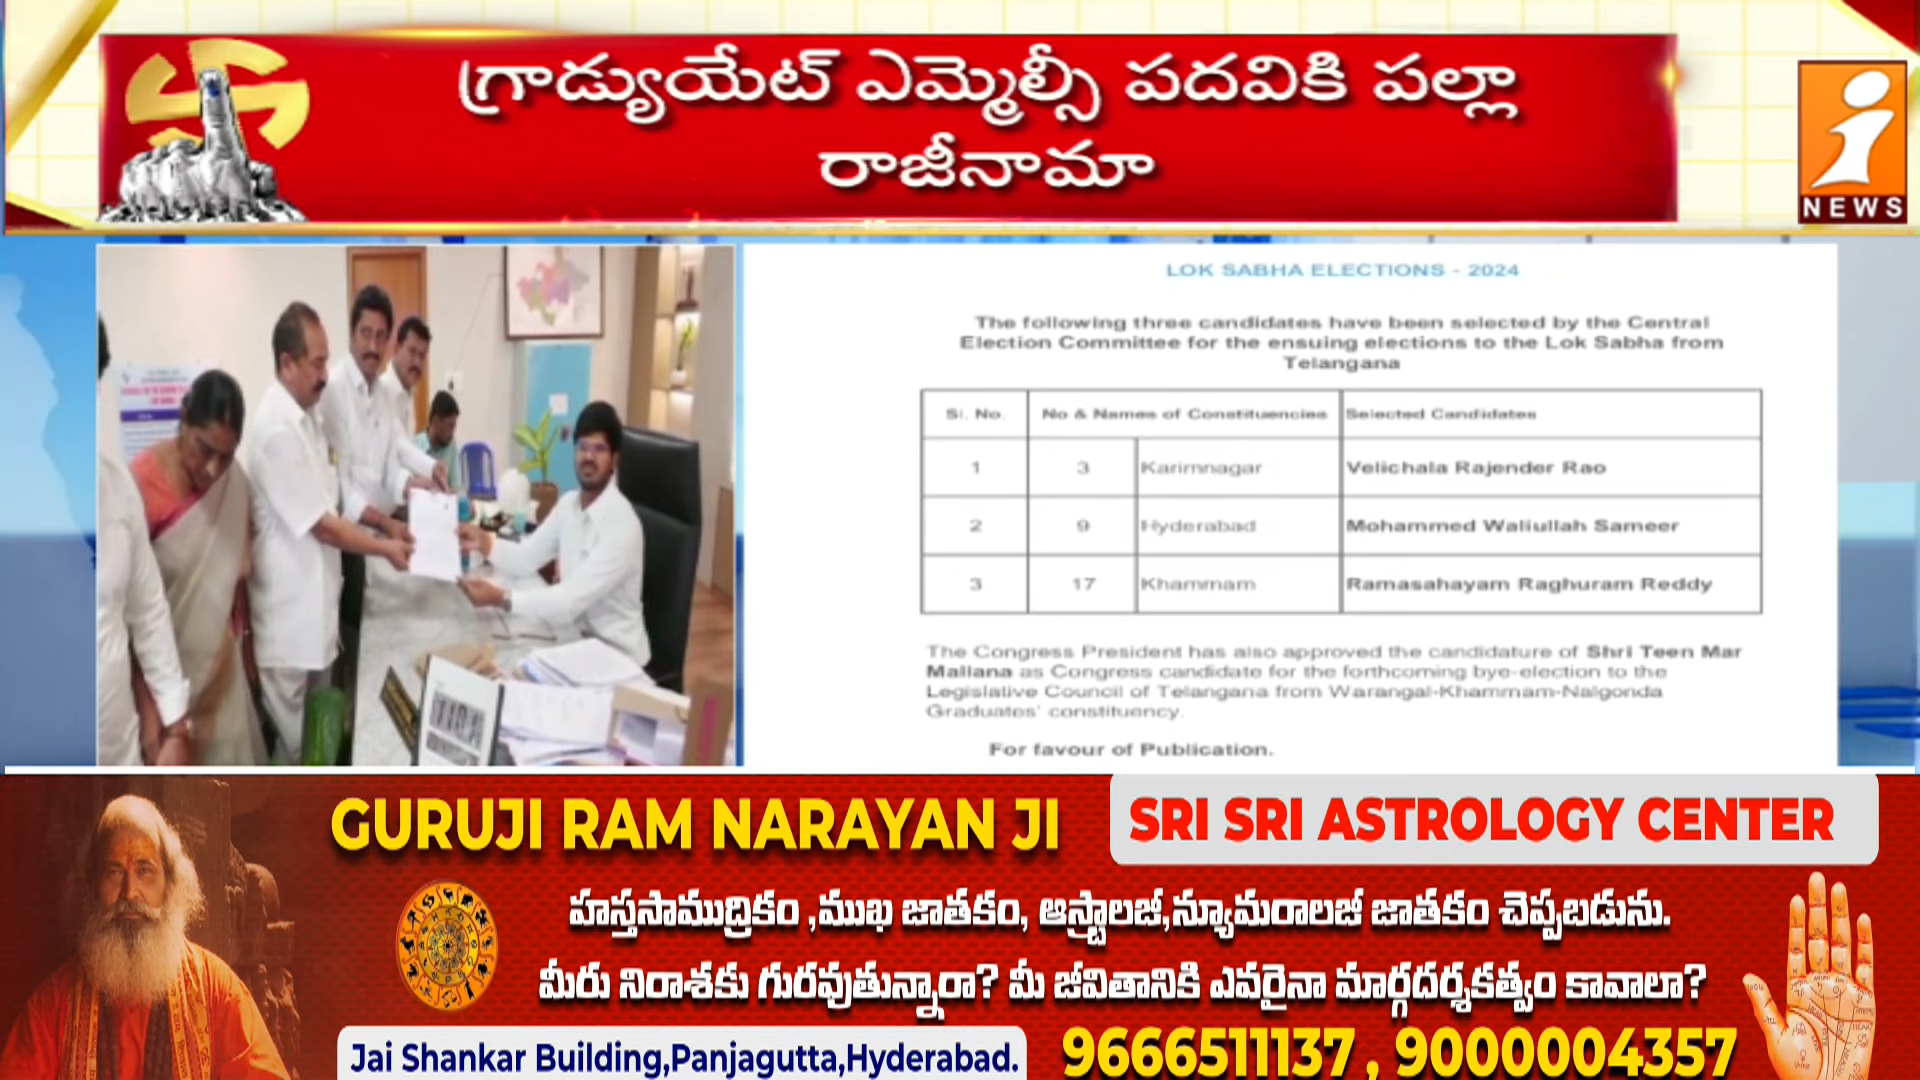 గ్రాడ్యుయేట్ ఎమ్మెల్సీ పదవికి పల్లా
రాజీనామా
i
NEWS
LOK SABHA ELECTIONS - 2024
The following three candidates have been selected by the Central
Election Committee for the ensuing elections to the Lok Sabha from
Telangana
Sl. No. No & Names of Constituencies Selected Candidates
1 3 Karimnagar Velichala Rajender Rao
2 9 Hyderabad Mohammed Waliullah Sameer
3 17 Khammam Ramasahayam Raghuram Reddy
The Congress President has also approved the candidature of Shri Teen Mar
Mallana as Congress candidate for the forthcoming bye-election to the
Legislative Council of Telangana from Warangal-Khammam-Nalgonda
Graduates' constituency.
For favour of Publication.
GURUJI RAM NARAYAN JI
SRI SRI ASTROLOGY CENTER
హస్తసాముద్రికం ,ముఖ జాతకం, ఆస్ట్రాలజీ,న్యూమరాలజీ జాతకం చెప్పబడును.
మీరు నిరాశకు గురవుతున్నారా? మీ జీవితానికి ఎవరైనా మార్గదర్శకత్వం కావాలా?
Jai Shankar Building,Panjagutta,Hyderabad.
9666511137 , 9000004357